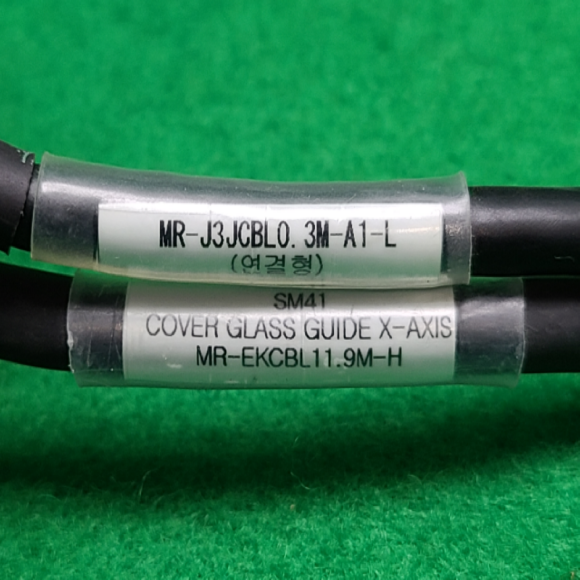 MR-J3JCBL0.3M-A1-L
(연결형)
SM41
COVER GLASS GUIDE X-AXIS
MR-EKCBL11.9M-H